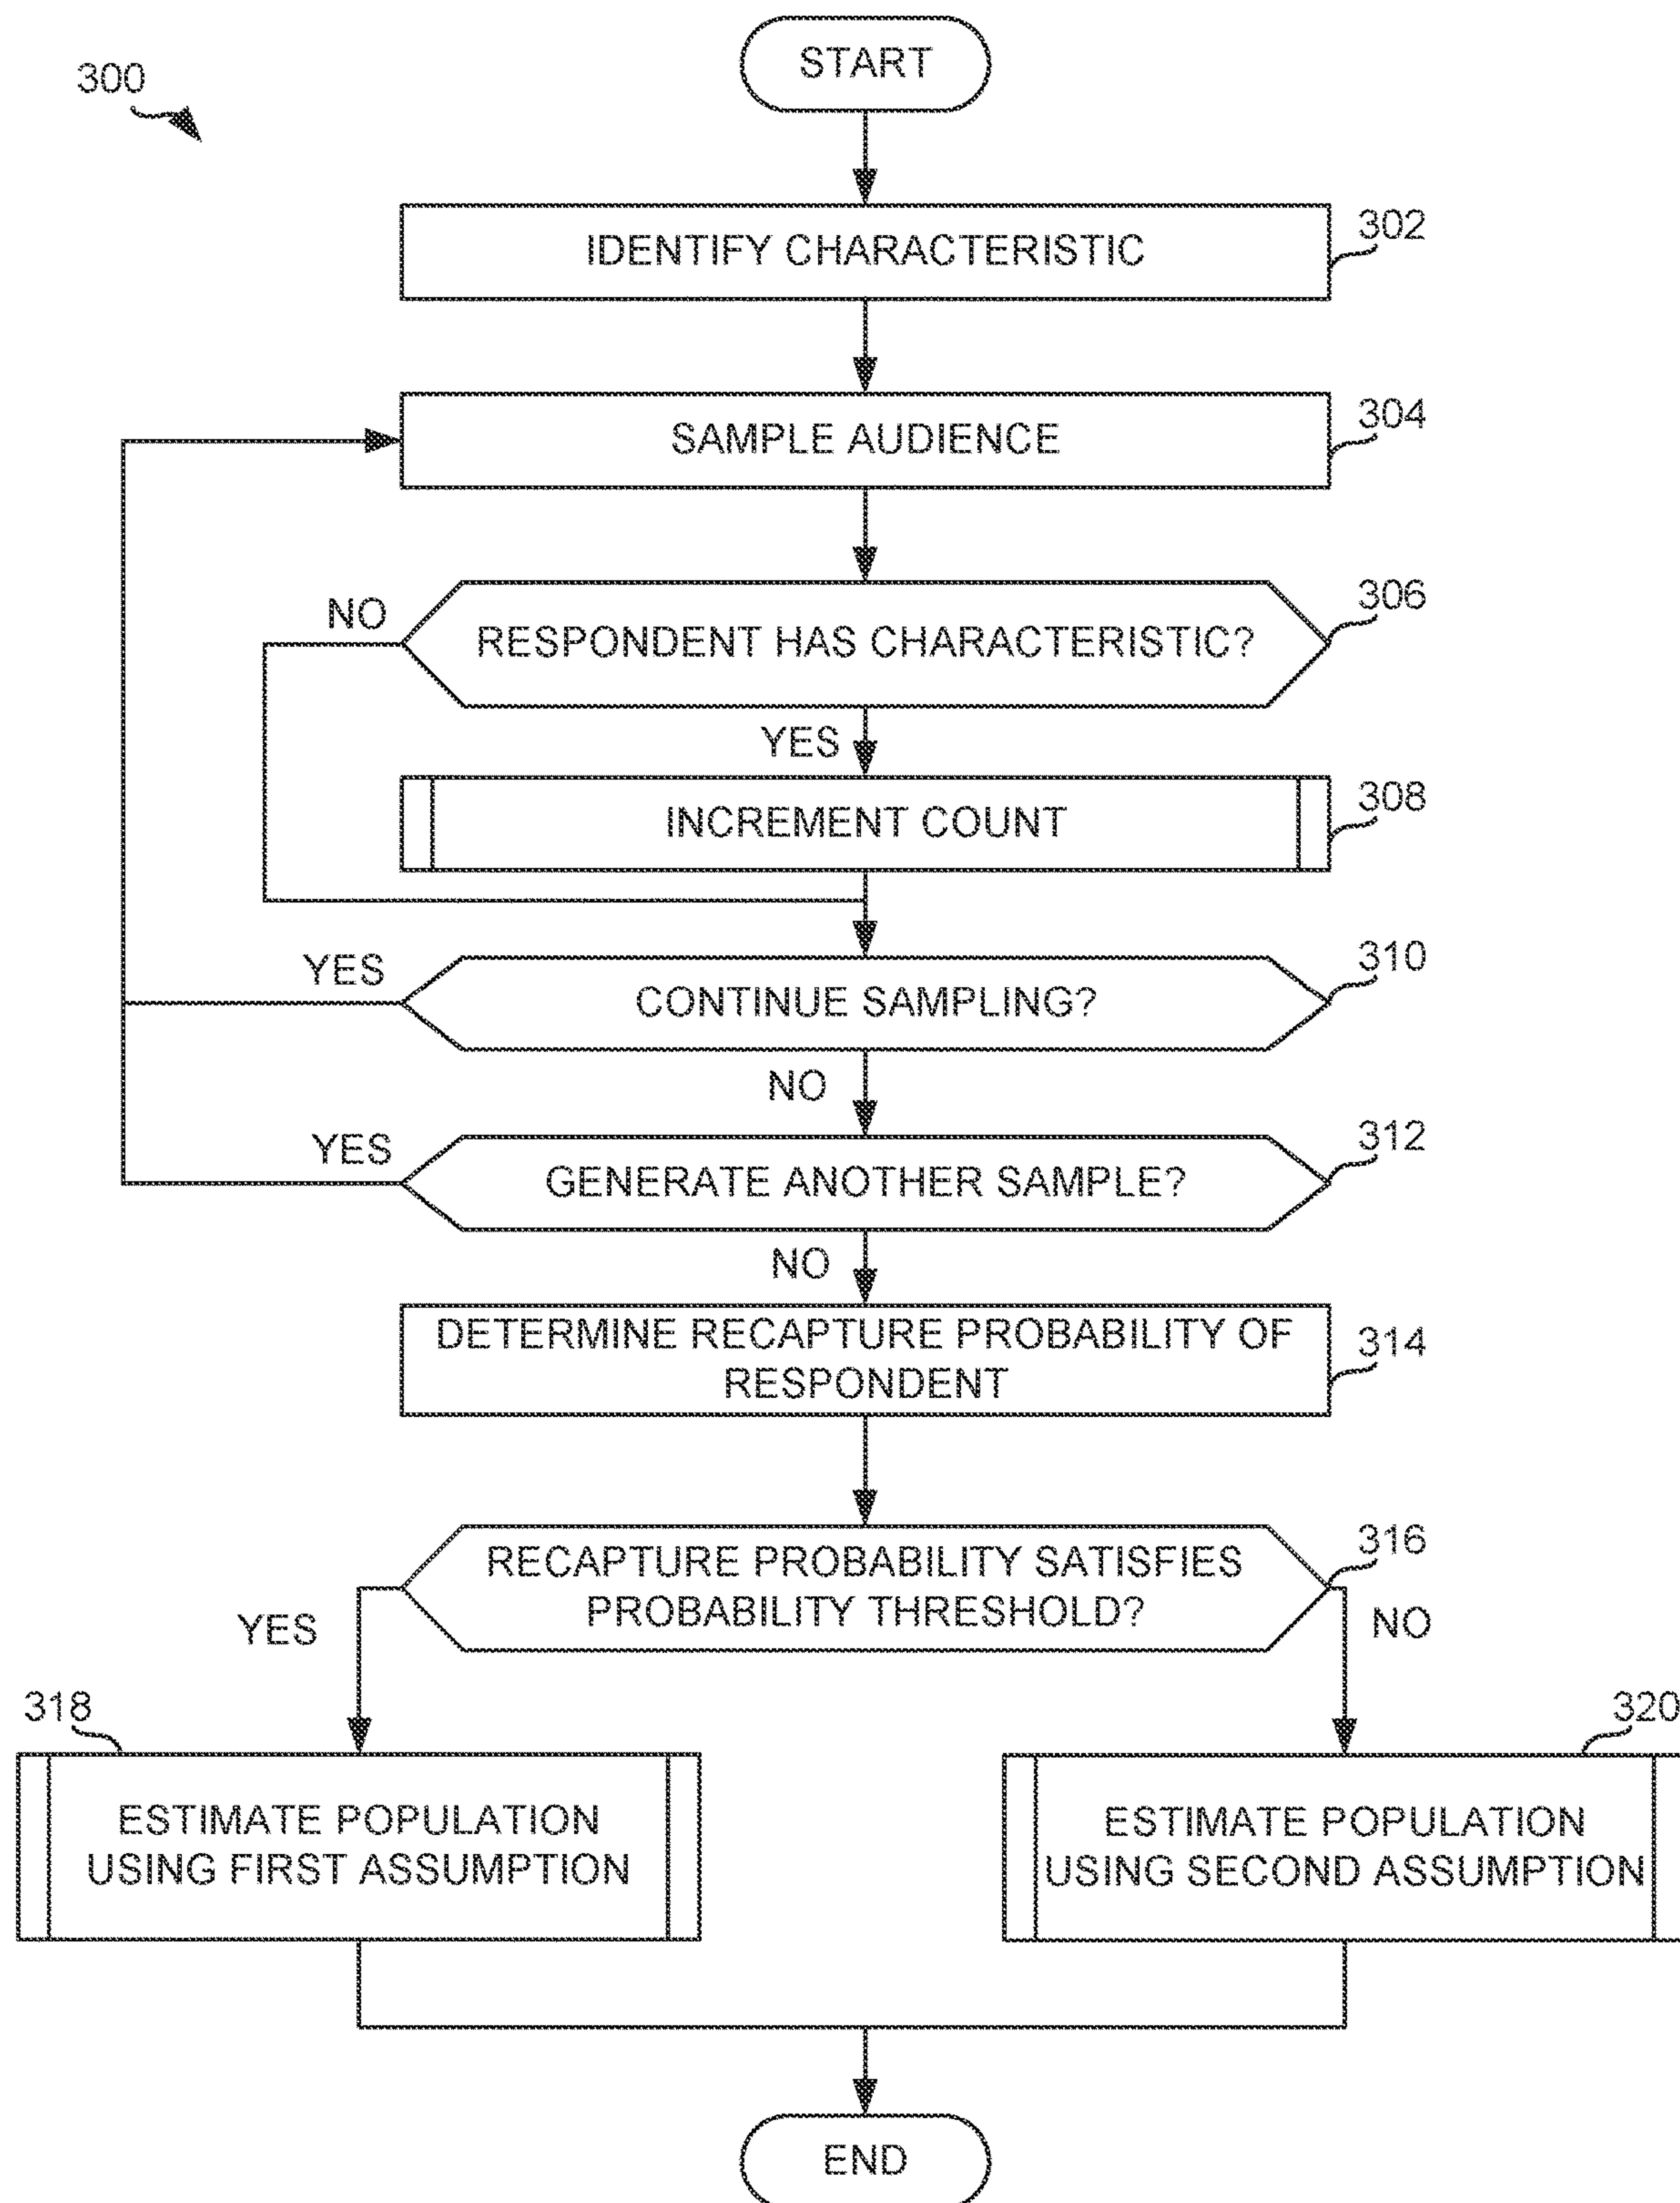 START
300
IDENTIFY CHARACTERISTIC
302
SAMPLE AUDIENCE
304
NO
RESPONDENT HAS CHARACTERISTIC?
306
YES
INCREMENT COUNT
308
YES
CONTINUE SAMPLING?
310
NO
YES
GENERATE ANOTHER SAMPLE?
312
NO
DETERMINE RECAPTURE PROBABILITY OF
RESPONDENT
314
RECAPTURE PROBABILITY SATISFIES
PROBABILITY THRESHOLD?
316
YES
NO
318
320
ESTIMATE POPULATION
USING FIRST ASSUMPTION
ESTIMATE POPULATION
USING SECOND ASSUMPTION
END